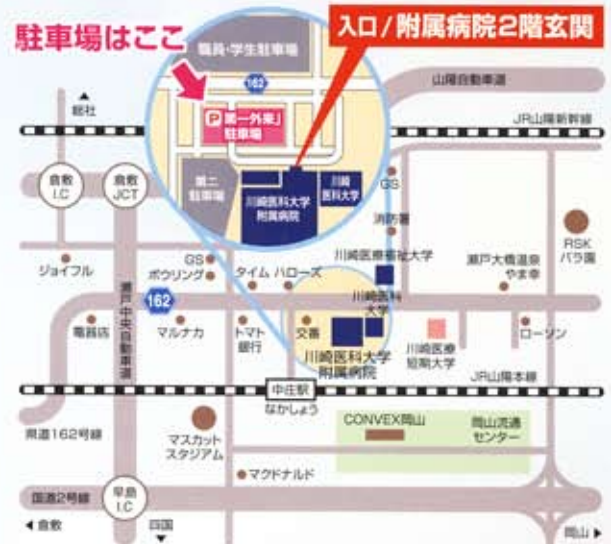 駐車場はここ
入口/附属病院2階玄関
職員・学生駐車場
162
P「第一外来」
駐車場
第二
駐車場
川崎医科大学
附属病院
川崎
医科大学
山陽自動車道
▲
総社
JR山陽新幹線
倉敷
I.C
倉敷
JCT
GS
消防署
川崎医療福祉大学
RSK
バラ園
瀬戸大橋温泉
やま幸
ジョイフル
GS
ボウリング
タイム
ハローズ
川崎医科
大学
162
瀬戸中央自動車道
電器店
マルナカ
トマト
銀行
交番
川崎医科大学
附属病院
川崎医療
短期大学
ローソン
JR山陽本線
中庄駅
なかしょう
県道162号線
マスカット
スタジアム
CONVEX岡山
岡山流通
センター
マクドナルド
国道2号線
早島
I.C
◀倉敷
四国
▼
岡山▶